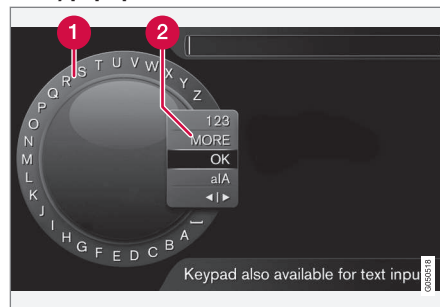 1
2
A B C D E F G H I J K L M N O P Q R S T U V W X Y Z
123
MORE
OK
a|A
◄|►
Keypad also available for text inpu
G050518